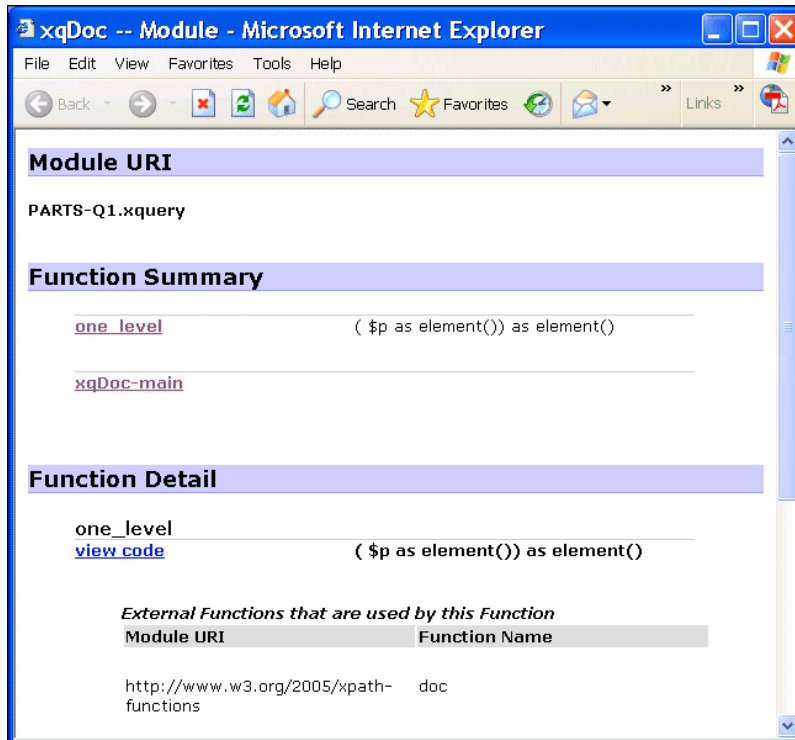 xqDoc -- Module - Microsoft Internet Explorer
File Edit View Favorites Tools Help
Back Search Favorites » Links »
Module URI
PARTS-Q1.xquery
Function Summary
one_level ( $p as element()) as element()
xqDoc-main
Function Detail
one_level
view code ( $p as element()) as element()
External Functions that are used by this Function
Module URI Function Name
http://www.w3.org/2005/xpath- doc
functions